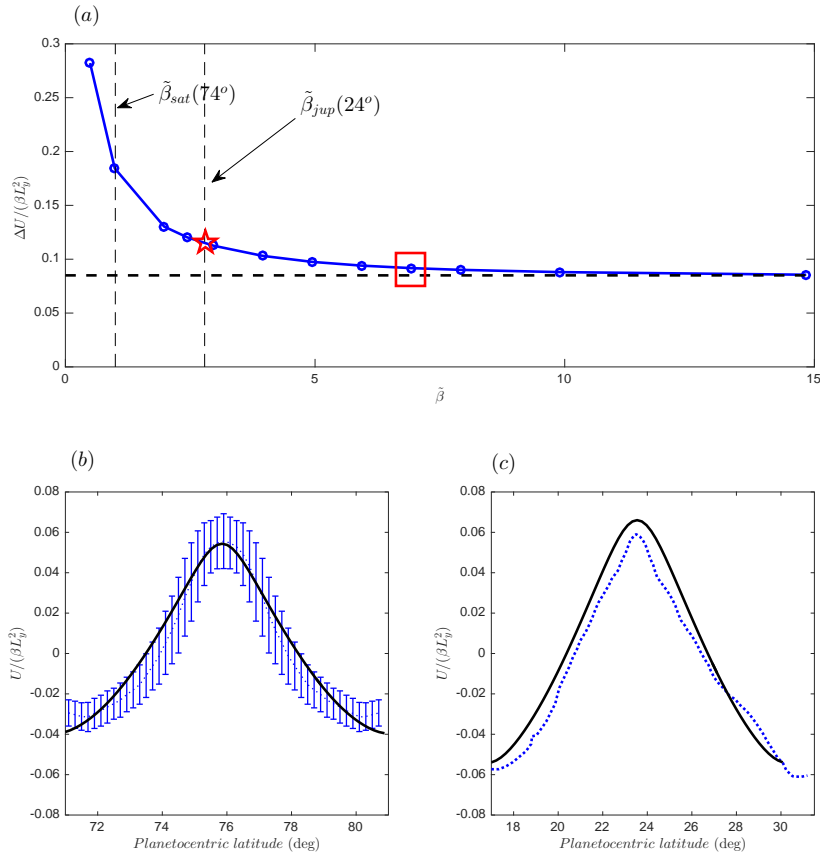 (a)
0.3
0.25
0.2
0.15
0.1
0.05
0
ΔU/(βL_y^2)
β̃_sat(74°)
β̃_jup(24°)
0 5 10 15
β̃
(b)
0.08
0.06
0.04
0.02
0
-0.02
-0.04
-0.06
-0.08
U/(βL_y^2)
72 74 76 78 80
Planetocentric latitude (deg)
(c)
0.08
0.06
0.04
0.02
0
-0.02
-0.04
-0.06
-0.08
U/(βL_y^2)
18 20 22 24 26 28 30
Planetocentric latitude (deg)